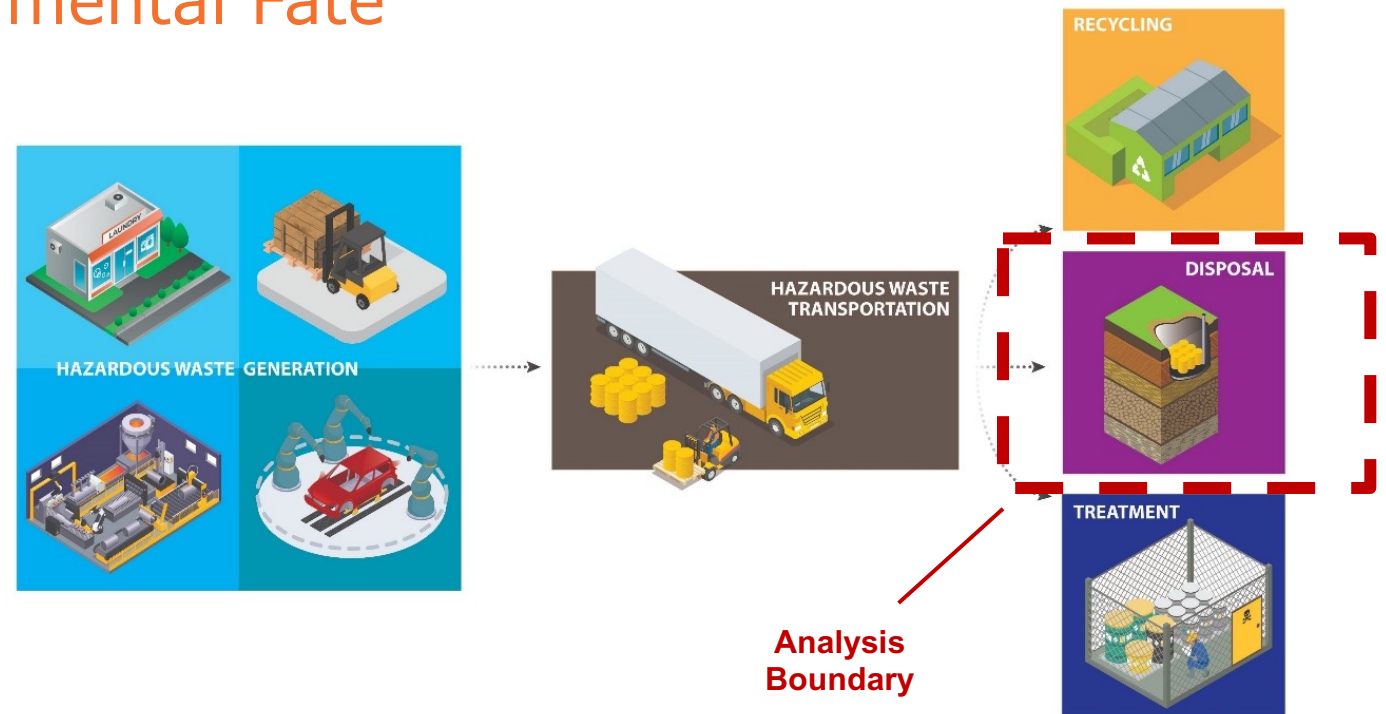 mental Fate
RECYCLING
LAUNDRY
HAZARDOUS WASTE GENERATION
HAZARDOUS WASTE
TRANSPORTATION
DISPOSAL
TREATMENT
Analysis
Boundary